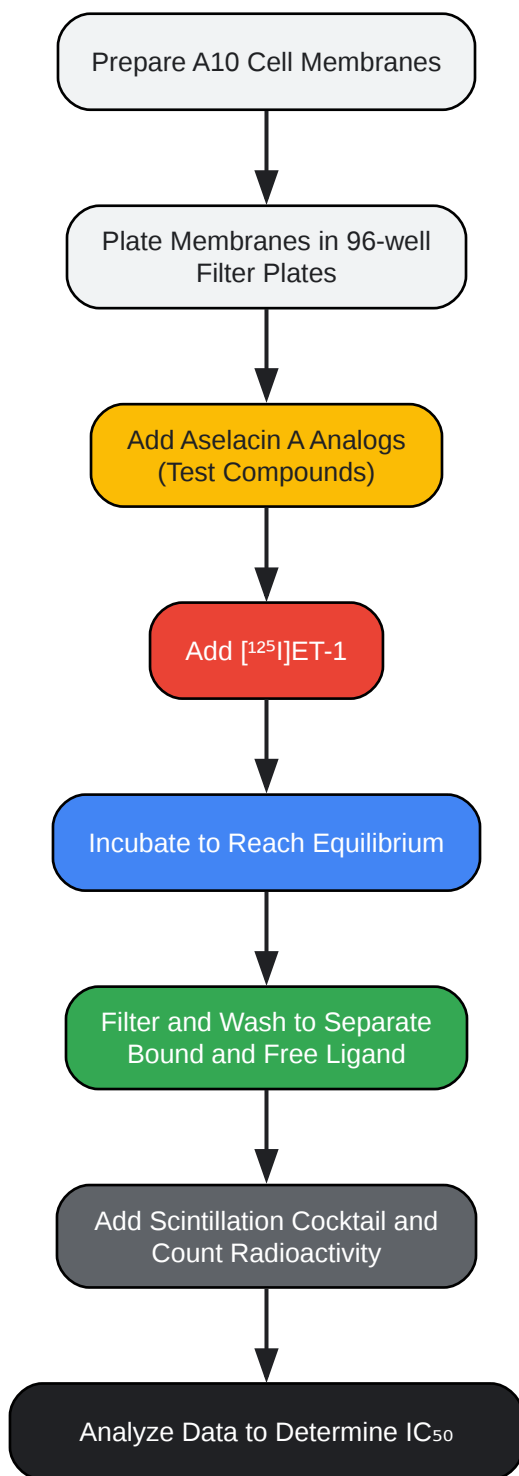 Prepare A10 Cell Membranes
Plate Membranes in 96-well
Filter Plates
Add Aselacin A Analogs
(Test Compounds)
Add [¹²⁵I]ET-1
Incubate to Reach Equilibrium
Filter and Wash to Separate
Bound and Free Ligand
Add Scintillation Cocktail and
Count Radioactivity
Analyze Data to Determine IC₅₀